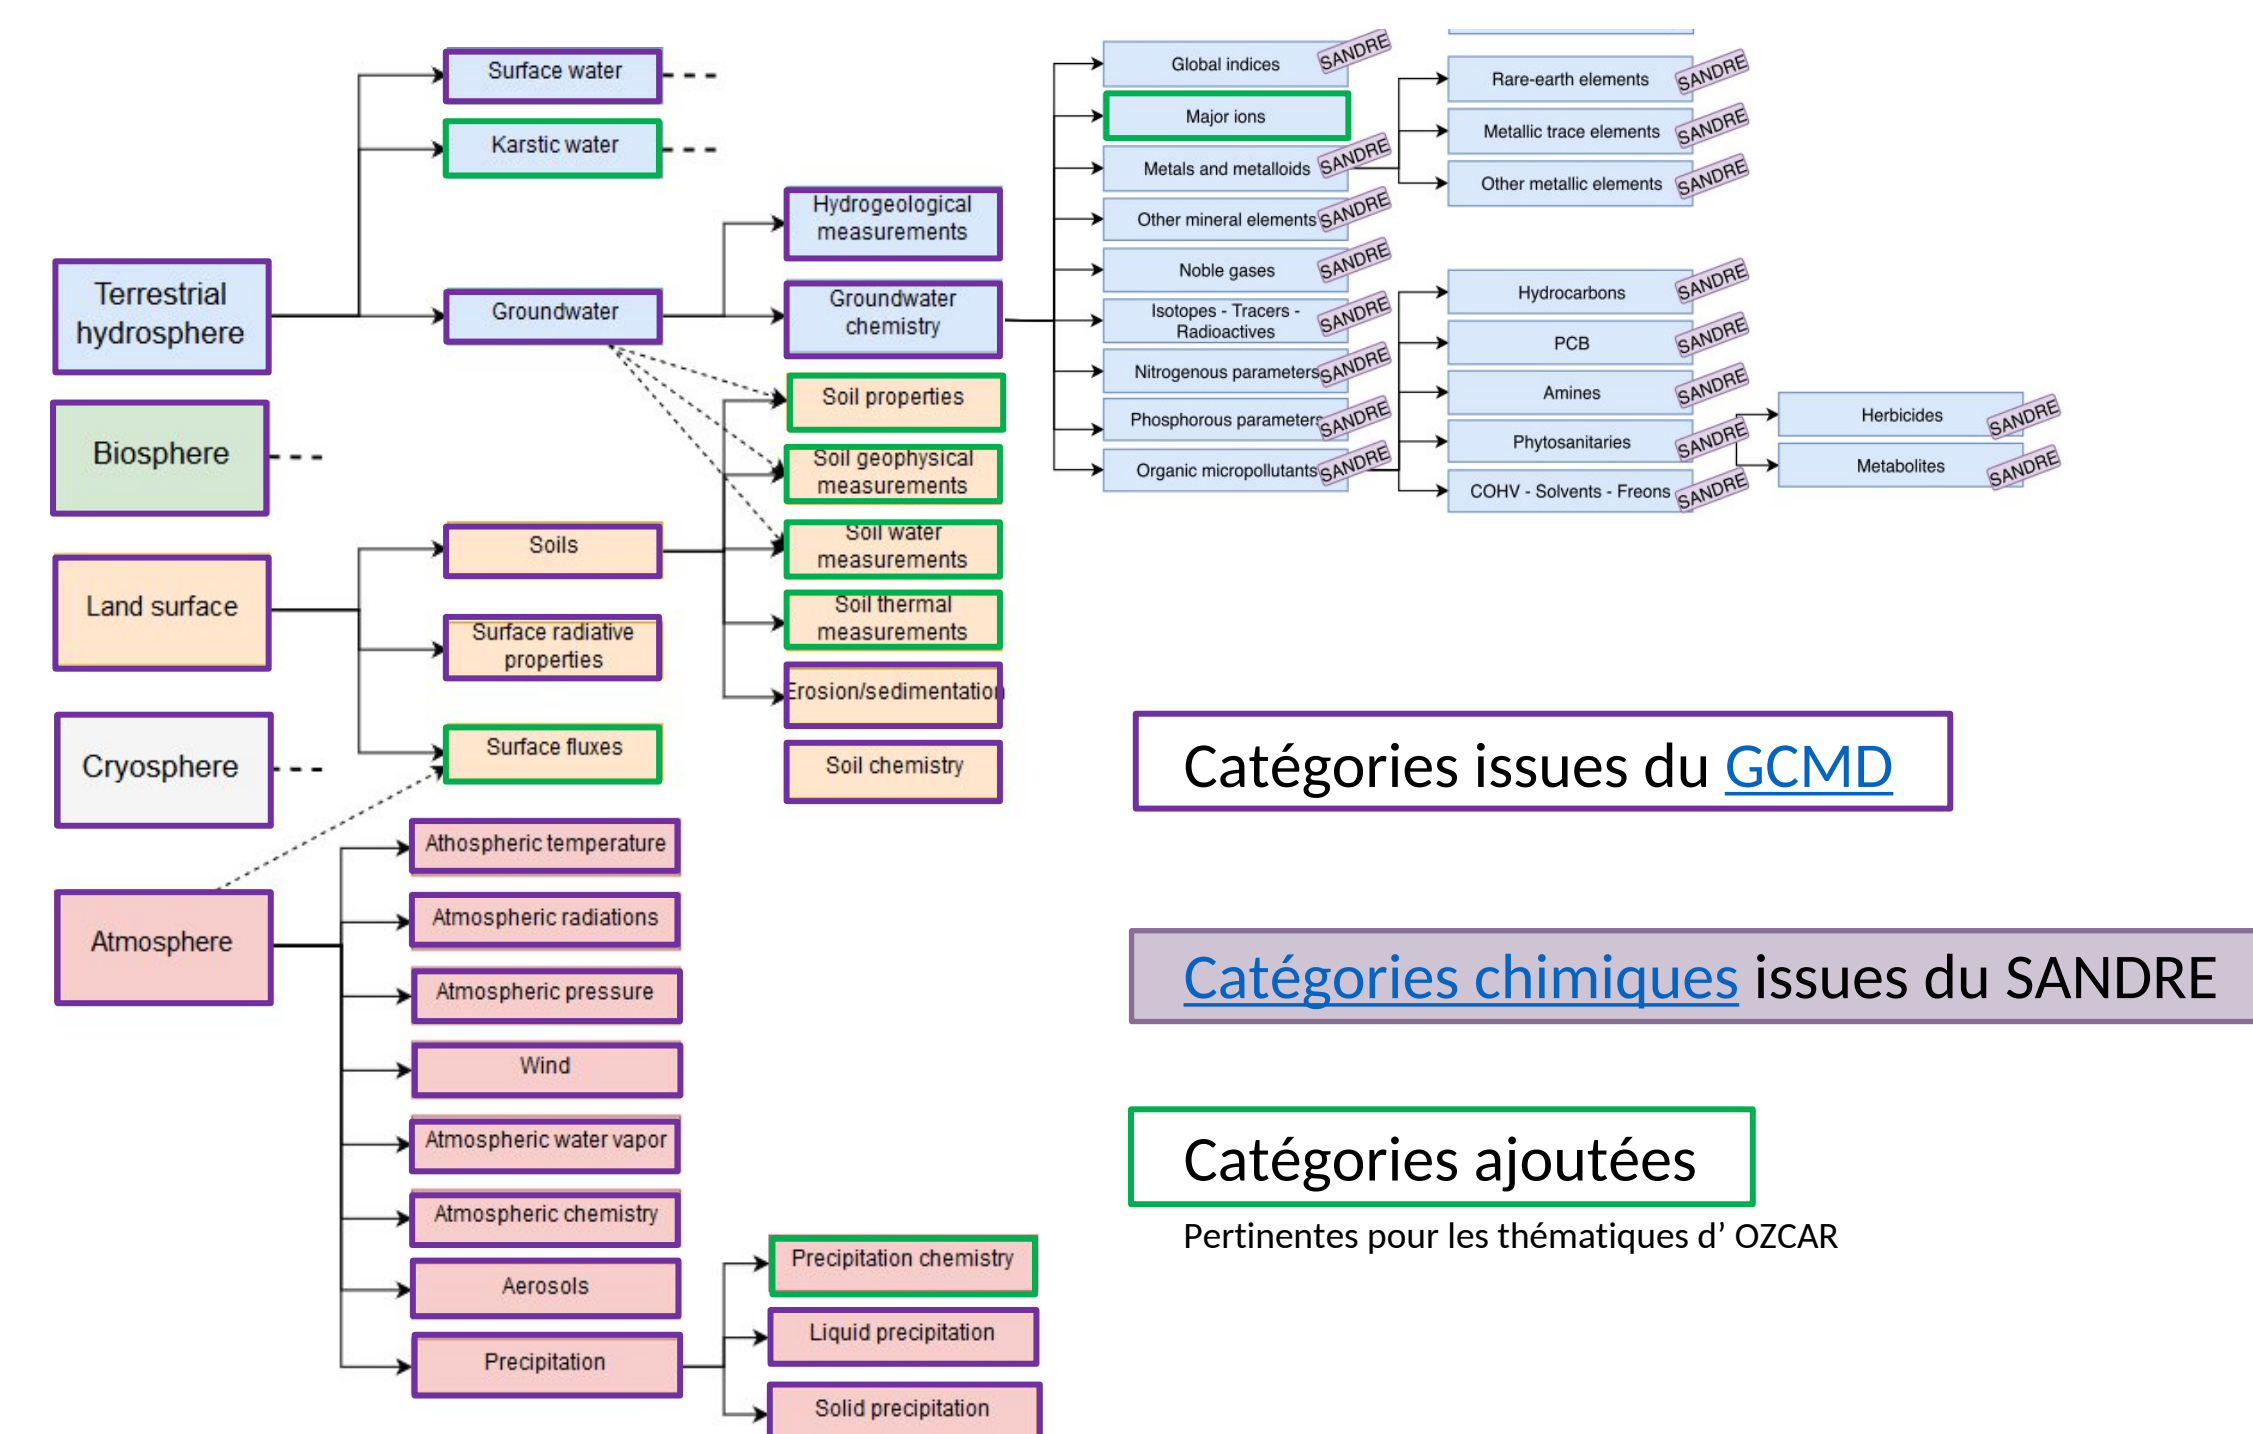 Surface water
Karstic water
Hydrogeological
measurements
Terrestrial
hydrosphere
Groundwater
Groundwater
chemistry
Biosphere
Soil properties
Soil geophysical
measurements
Soil water
measurements
Soil thermal
measurements
Erosion/sedimentation
Soil chemistry
Land surface
Soils
Surface radiative
properties
Surface fluxes
Cryosphere
Atmosphere
Athospheric temperature
Atmospheric radiations
Atmospheric pressure
Wind
Atmospheric water vapor
Atmospheric chemistry
Aerosols
Precipitation
Precipitation chemistry
Liquid precipitation
Solid precipitation
Global indices SANDRE
Major ions
Metals and metalloids SANDRE
Other mineral elements SANDRE
Noble gases SANDRE
Isotopes - Tracers -
Radioactives SANDRE
Nitrogenous parameters SANDRE
Phosphorous parameters SANDRE
Organic micropollutants SANDRE
Rare-earth elements SANDRE
Metallic trace elements SANDRE
Other metallic elements SANDRE
Hydrocarbons SANDRE
PCB SANDRE
Amines SANDRE
Phytosanitaries SANDRE
COHV - Solvents - Freons SANDRE
Herbicides SANDRE
Metabolites SANDRE
Catégories issues du GCMD
Catégories chimiques issues du SANDRE
Catégories ajoutées
Pertinentes pour les thématiques d’ OZCAR